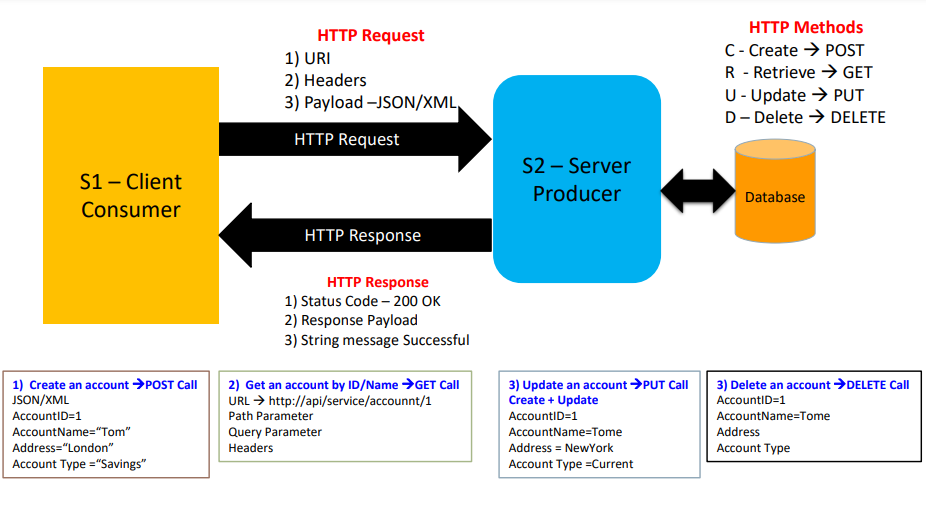 HTTP Request
1) URI
2) Headers
3) Payload –JSON/XML
HTTP Methods
C - Create → POST
R - Retrieve → GET
U - Update → PUT
D – Delete → DELETE
S1 – Client
Consumer
HTTP Request
S2 – Server
Producer
Database
HTTP Response
HTTP Response
1) Status Code – 200 OK
2) Response Payload
3) String message Successful
1) Create an account →POST Call
JSON/XML
AccountID=1
AccountName=“Tom”
Address=“London”
Account Type =“Savings”
2) Get an account by ID/Name →GET Call
URL → http://api/service/accounnt/1
Path Parameter
Query Parameter
Headers
3) Update an account →PUT Call
Create + Update
AccountID=1
AccountName=Tome
Address = NewYork
Account Type =Current
3) Delete an account →DELETE Call
AccountID=1
AccountName=Tome
Address
Account Type